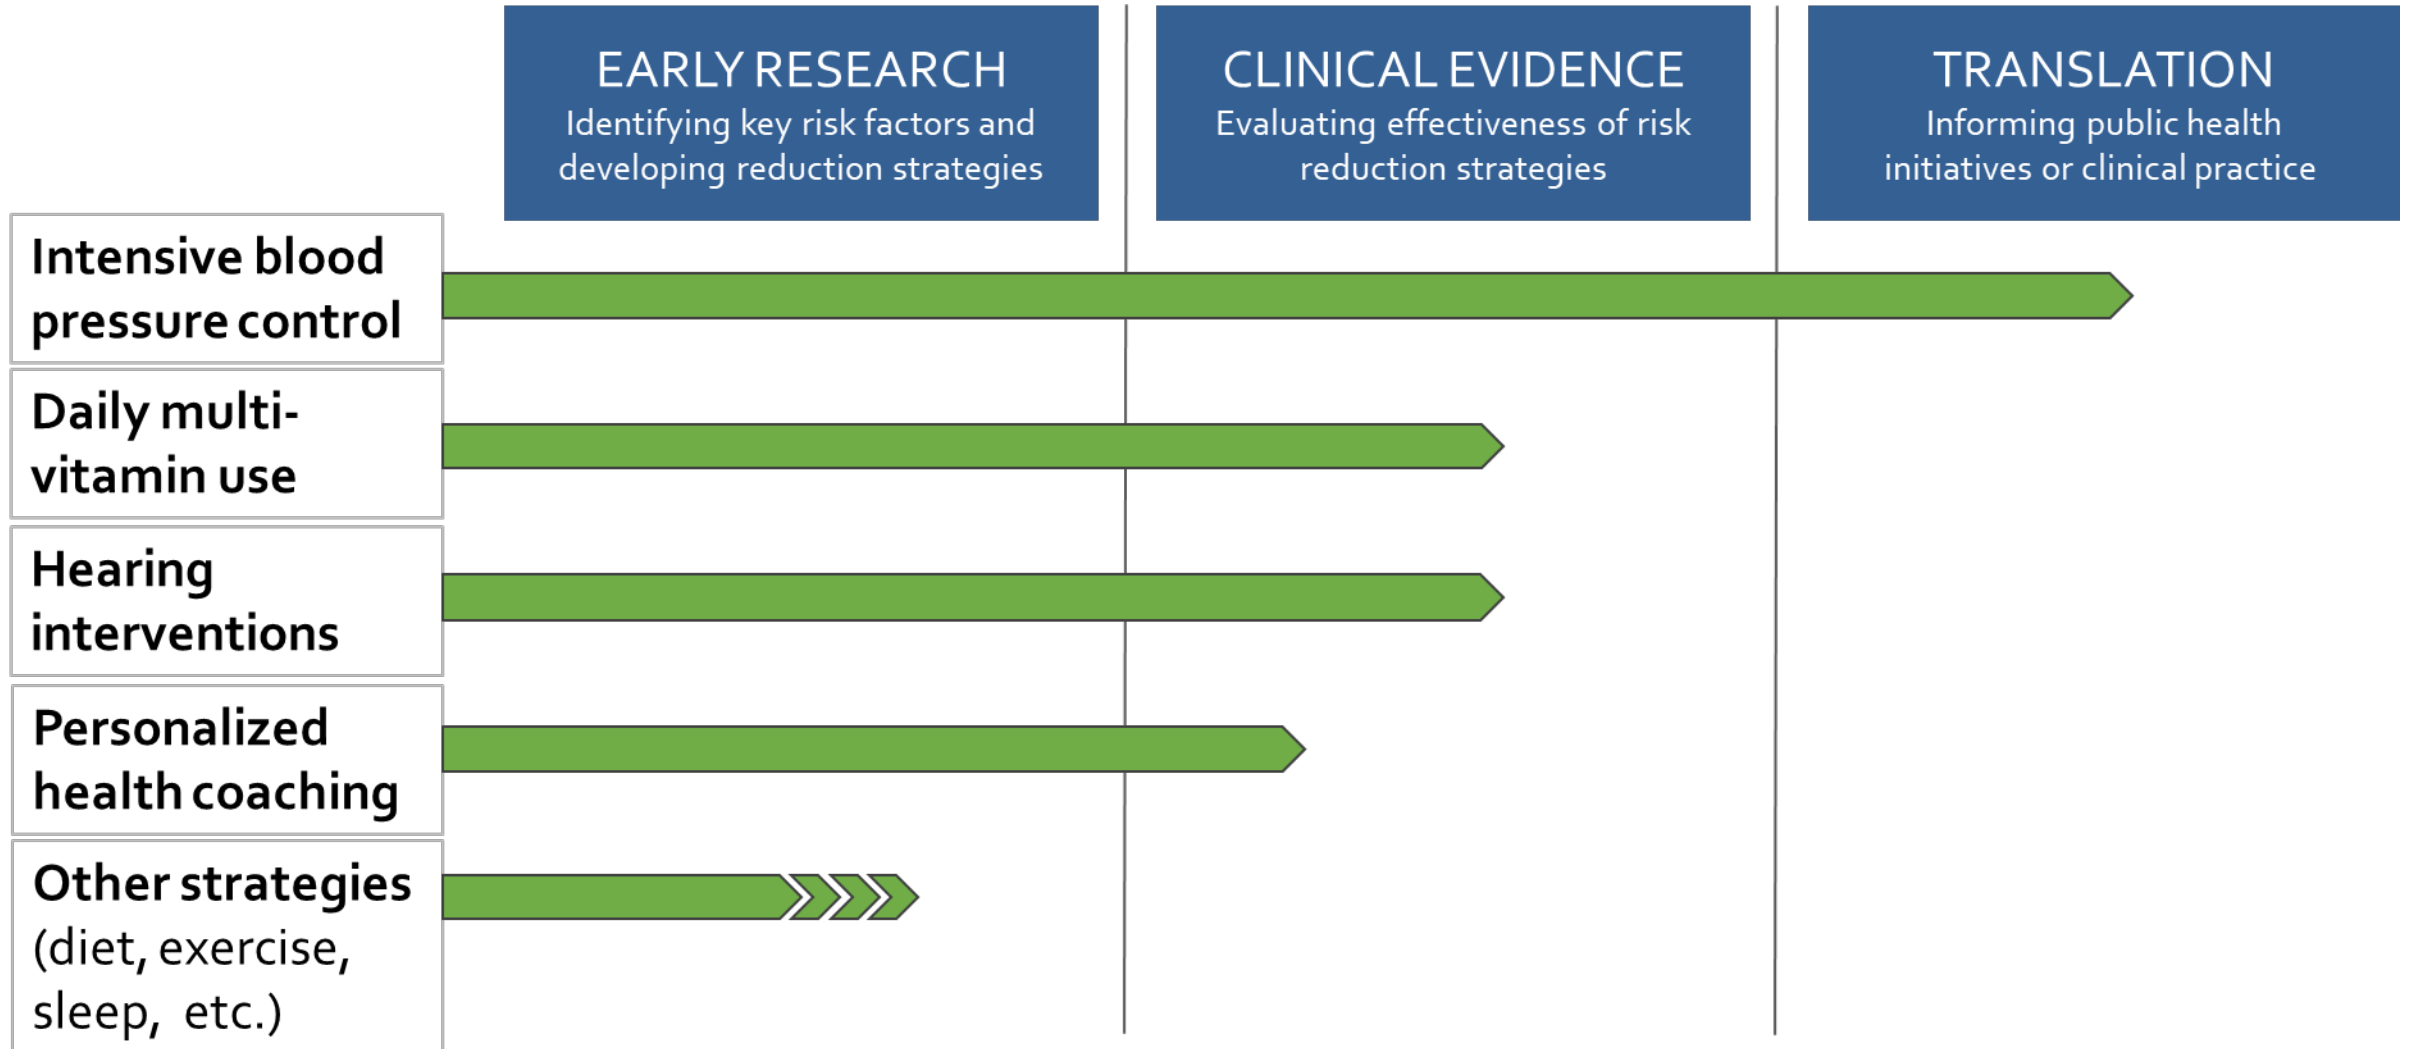 EARLY RESEARCH
Identifying key risk factors and
developing reduction strategies
CLINICAL EVIDENCE
Evaluating effectiveness of risk
reduction strategies
TRANSLATION
Informing public health
initiatives or clinical practice
Intensive blood
pressure control
Daily multi-
vitamin use
Hearing
interventions
Personalized
health coaching
Other strategies
(diet, exercise,
sleep, etc.)